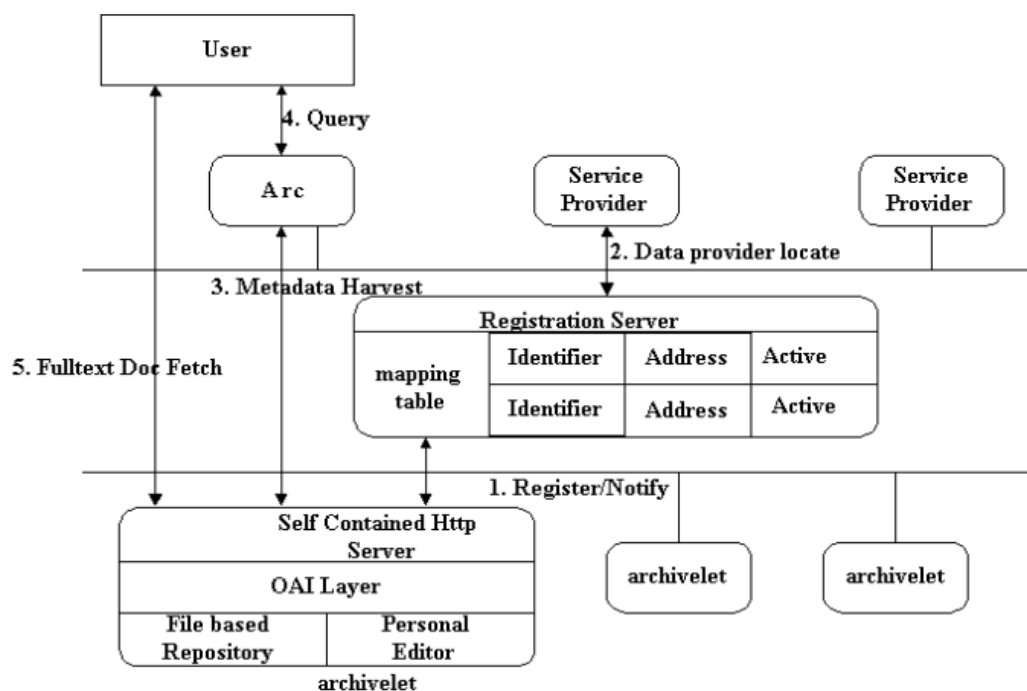 User
4. Query
Arc
Service
Provider
Service
Provider
2. Data provider locate
3. Metadata Harvest
Registration Server
mapping
table
Identifier
Address
Active
Identifier
Address
Active
5. Fulltext Doc Fetch
1. Register/Notify
Self Contained Http
Server
OAI Layer
File based
Repository
Personal
Editor
archivelet
archivelet
archivelet